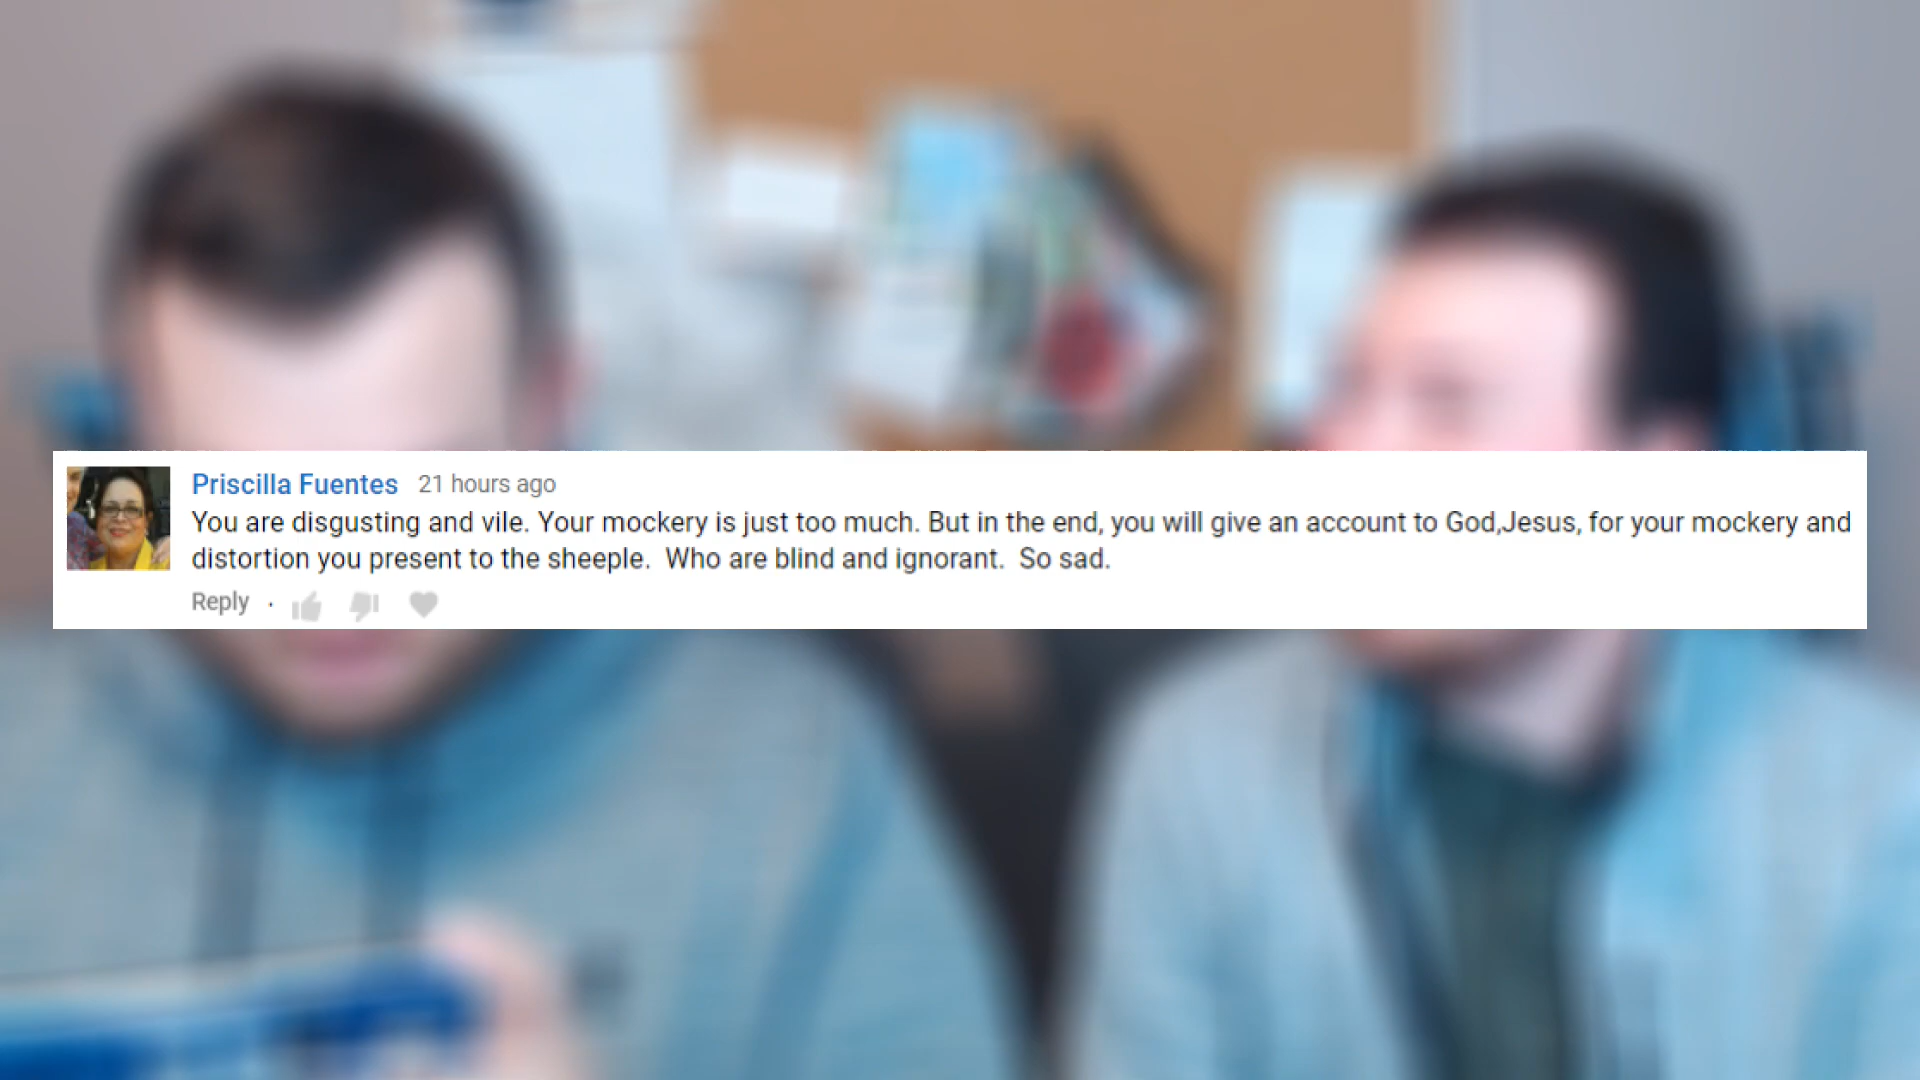 Priscilla Fuentes 21 hours ago
You are disgusting and vile. Your mockery is just too much. But in the end, you will give an account to God,Jesus, for your mockery and
distortion you present to the sheeple.  Who are blind and ignorant.  So sad.
Reply ·